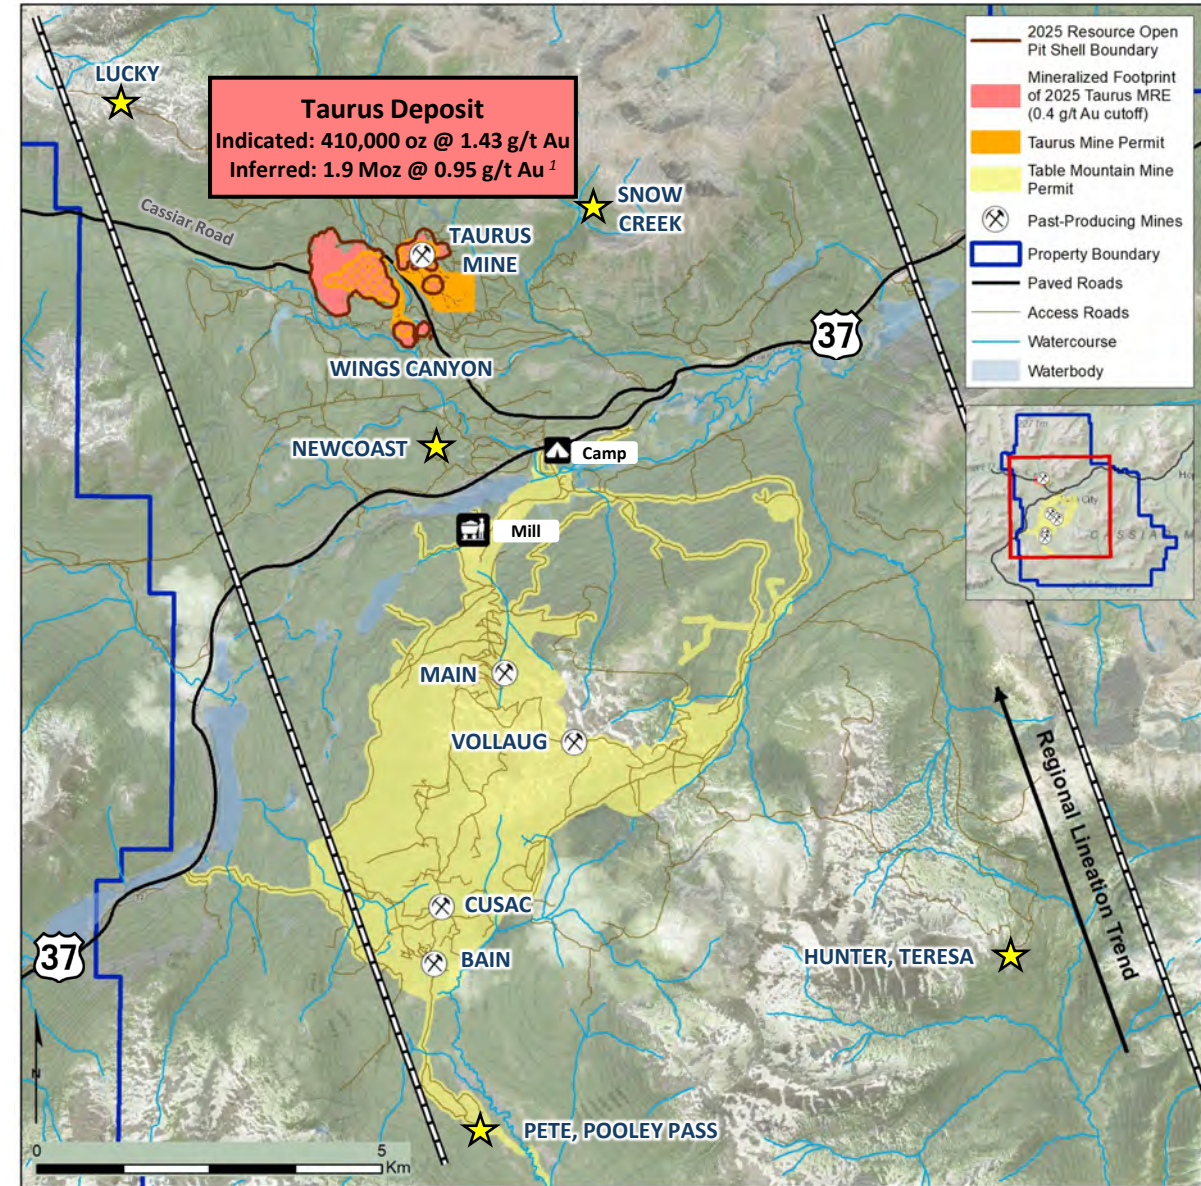 LUCKY
Taurus Deposit
Indicated: 410,000 oz @ 1.43 g/t Au
Inferred: 1.9 Moz @ 0.95 g/t Au 1
SNOW
CREEK
Cassiar Road
TAURUS
MINE
WINGS CANYON
37
NEWCOAST
Camp
Mill
MAIN
VOLLAUG
CUSAC
BAIN
37
HUNTER, TERESA
PETE, POOLEY PASS
Regional Lineation Trend
N
0 5
Km
2025 Resource Open
Pit Shell Boundary
Mineralized Footprint
of 2025 Taurus MRE
(0.4 g/t Au cutoff)
Taurus Mine Permit
Table Mountain Mine
Permit
Past-Producing Mines
Property Boundary
Paved Roads
Access Roads
Watercourse
Waterbody
City
CASSIA